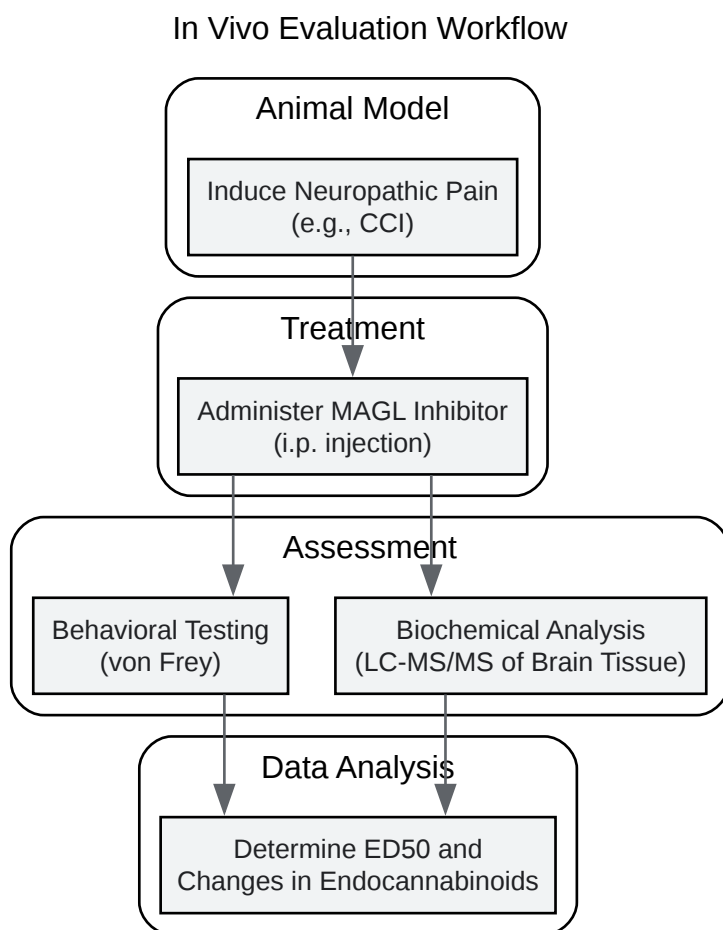 In Vivo Evaluation Workflow
Animal Model
Induce Neuropathic Pain
(e.g., CCI)
Treatment
Administer MAGL Inhibitor
(i.p. injection)
Assessment
Behavioral Testing
(von Frey)
Biochemical Analysis
(LC-MS/MS of Brain Tissue)
Data Analysis
Determine ED50 and
Changes in Endocannabinoids